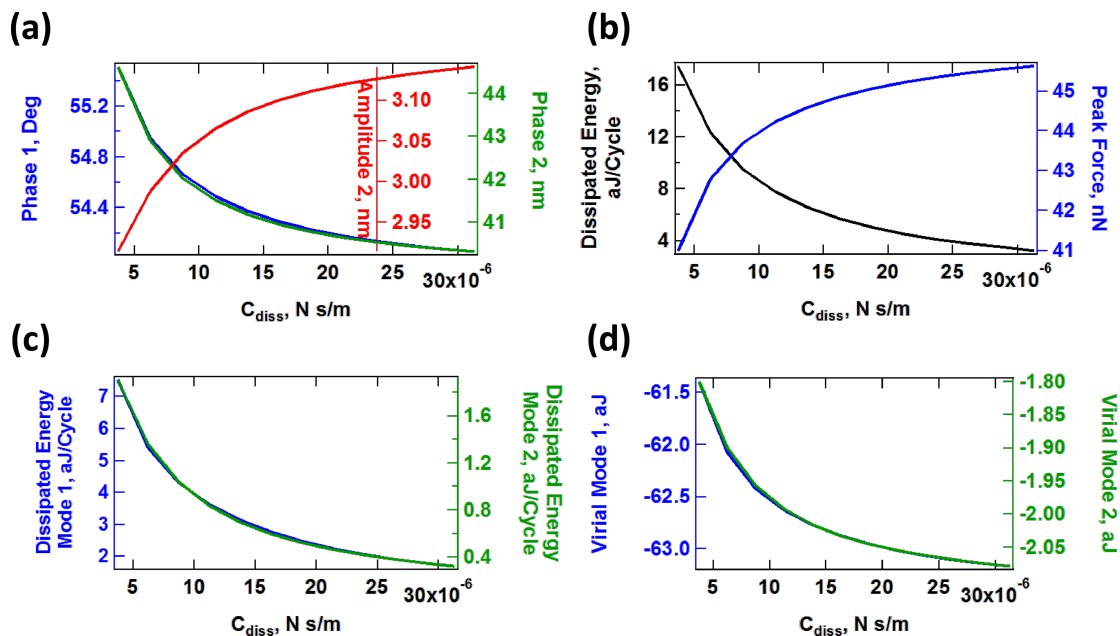 (a)
Phase 1, Deg
55.2
54.8
54.4
Amplitude 2, nm
3.10
3.05
3.00
2.95
Phase 2, nm
44
43
42
41
5 10 15 20 25 30x10-6
Cdiss, N s/m
(b)
Dissipated Energy,
aJ/Cycle
16
12
8
4
Peak Force, nN
45
44
43
42
41
5 10 15 20 25 30x10-6
Cdiss, N s/m
(c)
Dissipated Energy
Mode 1, aJ/Cycle
7
6
5
4
3
2
Dissipated Energy
Mode 2, aJ/Cycle
1.6
1.2
0.8
0.4
5 10 15 20 25 30x10-6
Cdiss, N s/m
(d)
Virial Mode 1, aJ
-61.5
-62.0
-62.5
-63.0
Virial Mode 2, aJ
-1.80
-1.85
-1.90
-1.95
-2.00
-2.05
5 10 15 20 25 30x10-6
Cdiss, N s/m